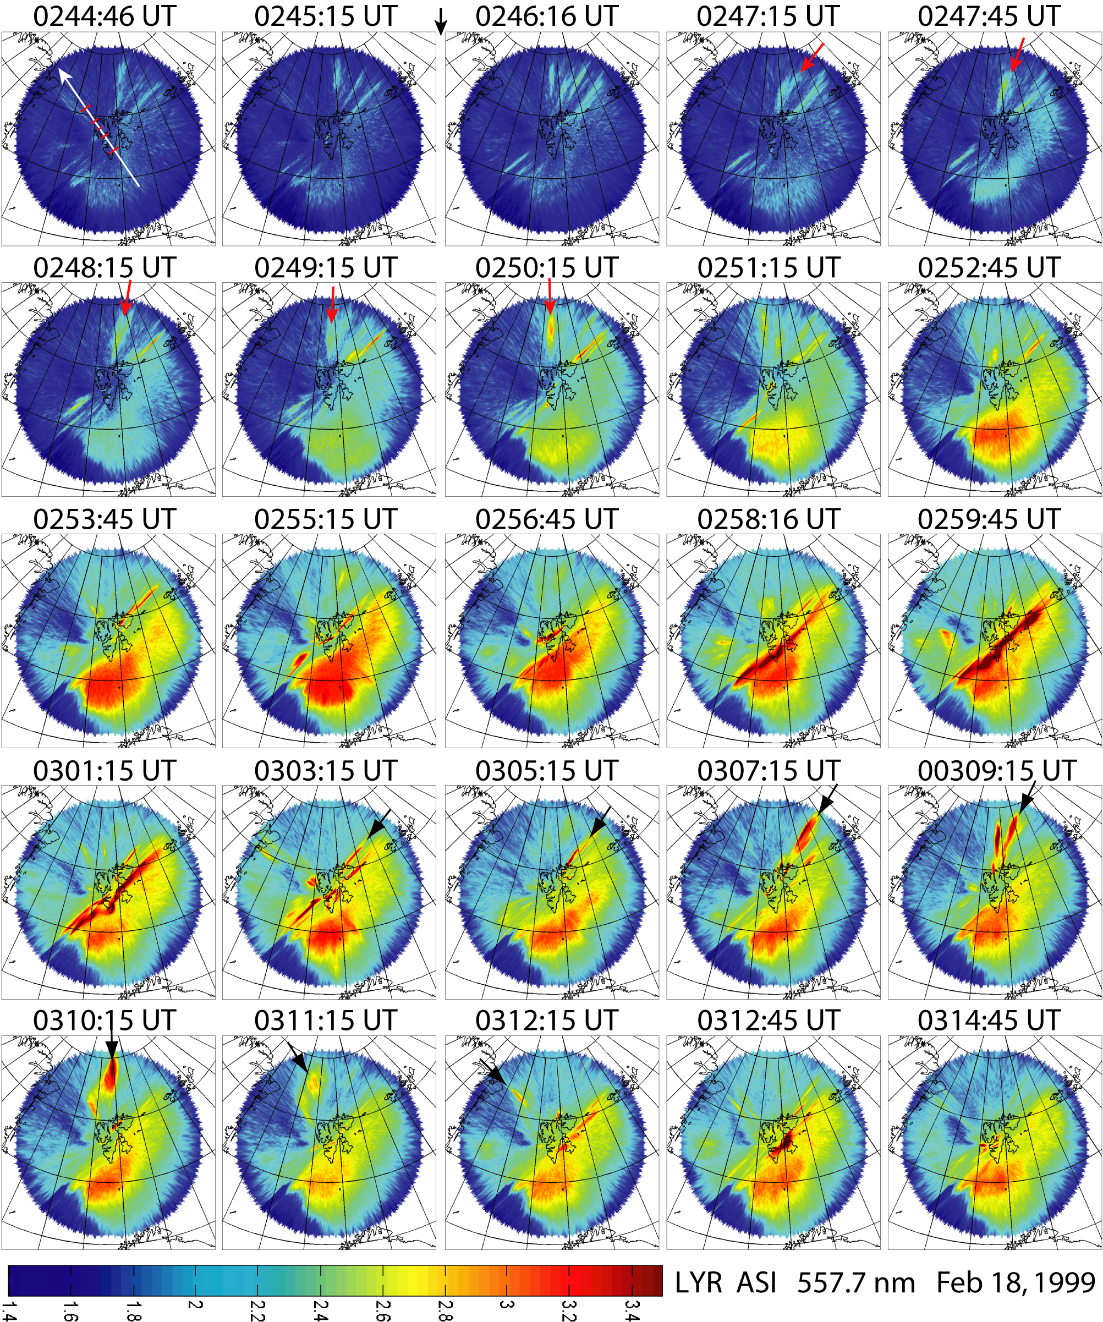 0244:46 UT 0245:15 UT 0246:16 UT 0247:15 UT 0247:45 UT
0248:15 UT 0249:15 UT 0250:15 UT 0251:15 UT 0252:45 UT
0253:45 UT 0255:15 UT 0256:45 UT 0258:16 UT 0259:45 UT
0301:15 UT 0303:15 UT 0305:15 UT 0307:15 UT 00309:15 UT
0310:15 UT 0311:15 UT 0312:15 UT 0312:45 UT 0314:45 UT
LYR ASI 557.7 nm Feb 18, 1999
1.4 1.6 1.8 2 2.2 2.4 2.6 2.8 3 3.2 3.4